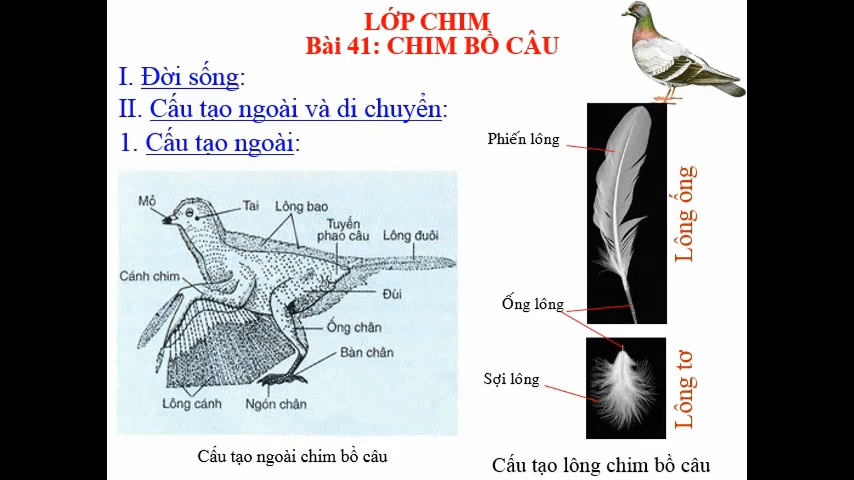 LỚP CHIM
Bài 41: CHIM BỒ CÂU
I. Đời sống:
II. Cấu tạo ngoài và di chuyển:
1. Cấu tạo ngoài:
Mỏ
Tai
Lông bao
Tuyến
phao câu
Lông đuôi
Cánh chim
Đùi
Ống chân
Bàn chân
Lông cánh
Ngón chân
Cấu tạo ngoài chim bồ câu
Phiến lông
Lông ống
Ống lông
Sợi lông
Lông tơ
Cấu tạo lông chim bồ câu